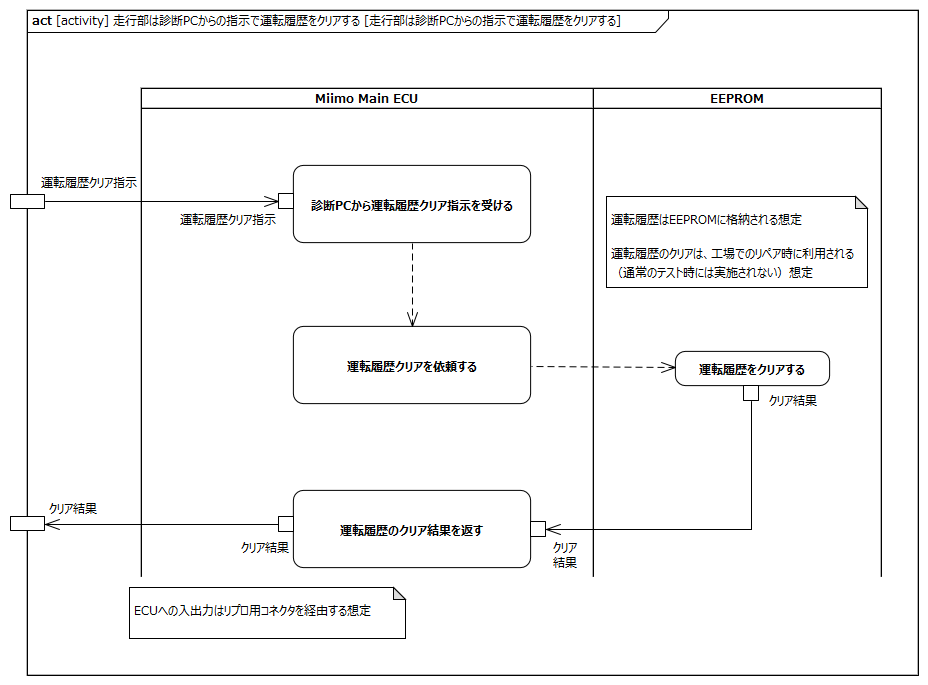 act [activity] 走行部は診断PCからの指示で運転履歴をクリアする [走行部は診断PCからの指示で運転履歴をクリアする]
Miimo Main ECU
EEPROM
運転履歴クリア指示
運転履歴クリア指示
診断PCから運転履歴クリア指示を受ける
運転履歴はEEPROMに格納される想定
運転履歴のクリアは、工場でのリペア時に利用される
（通常のテスト時には実施されない）想定
運転履歴クリアを依頼する
運転履歴をクリアする
クリア結果
クリア結果
運転履歴のクリア結果を返す
クリア結果
クリア
結果
ECUへの入出力はリプロ用コネクタを経由する想定